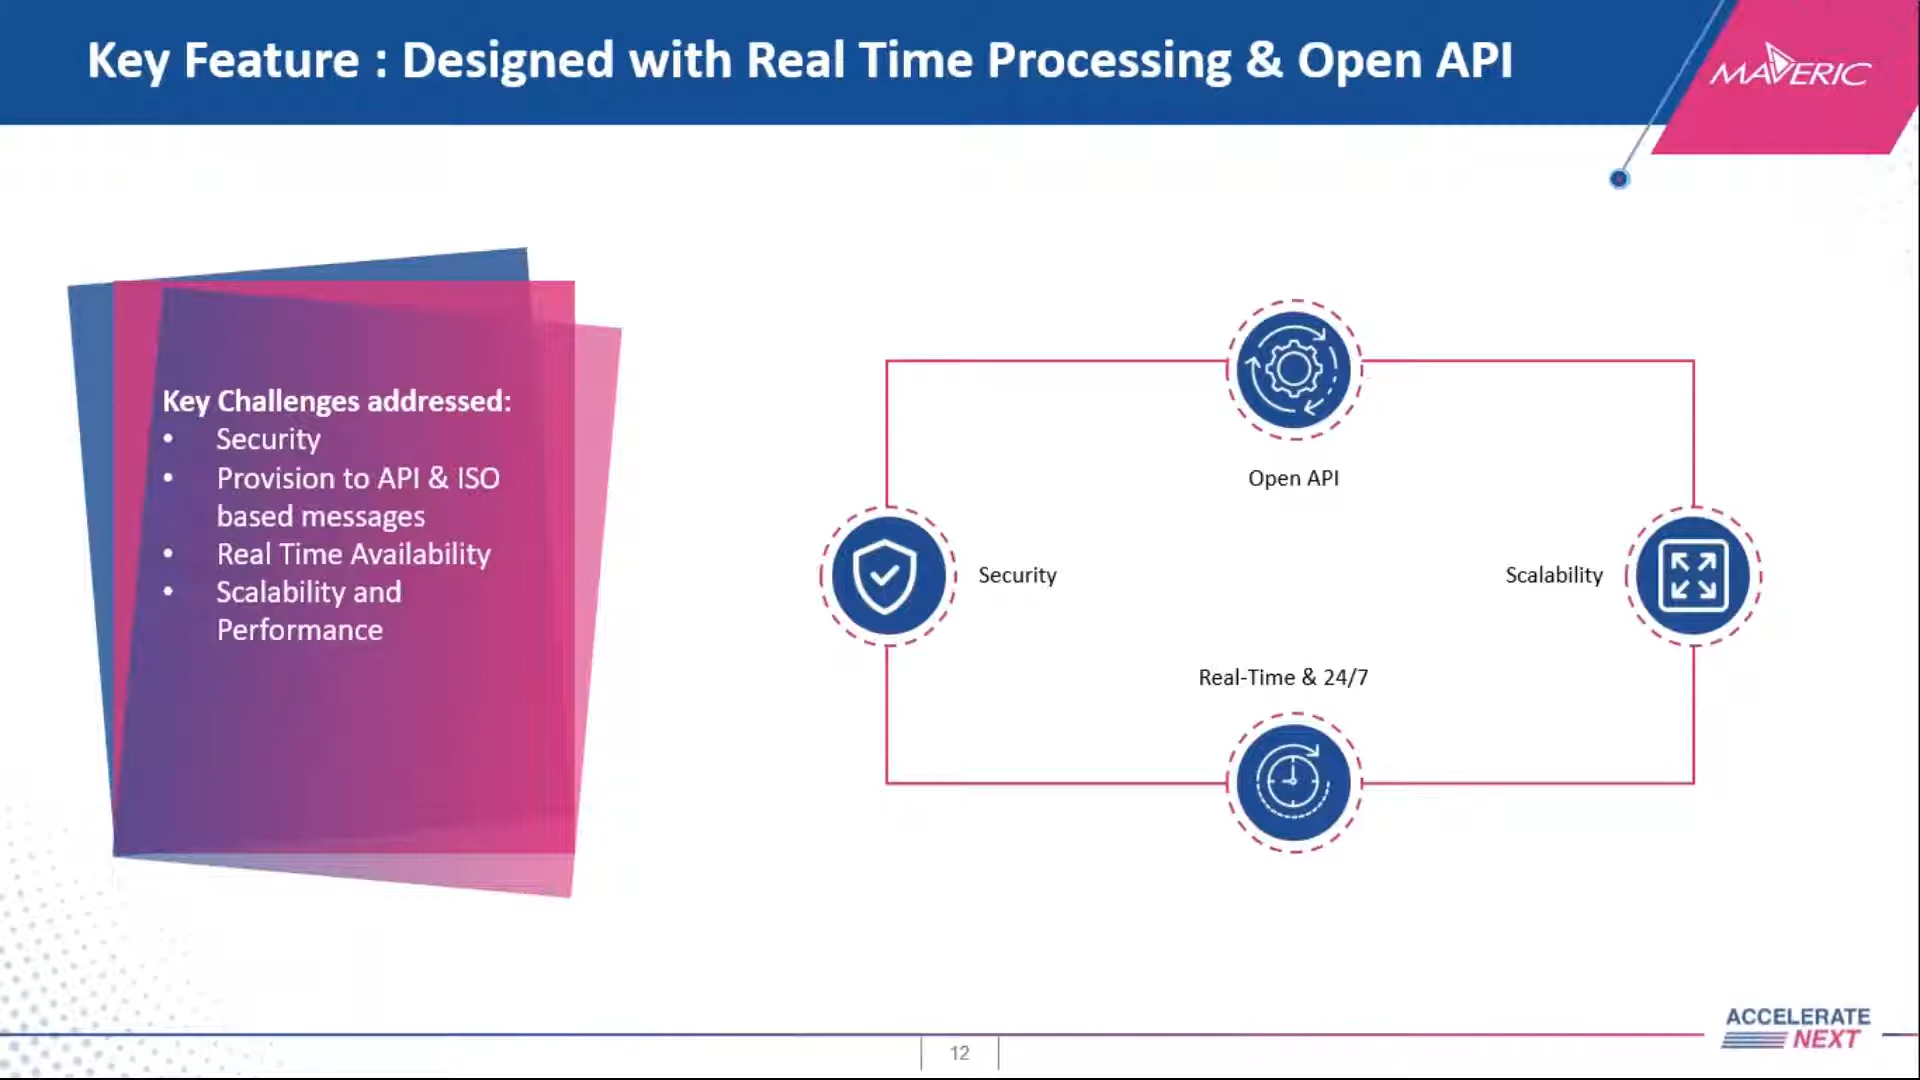 Key Feature : Designed with Real Time Processing & Open API
MAVERIC
Key Challenges addressed:
• Security
• Provision to API & ISO
based messages
• Real Time Availability
• Scalability and
Performance
Open API
Security
Scalability
Real-Time & 24/7
ACCELERATE
NEXT
12